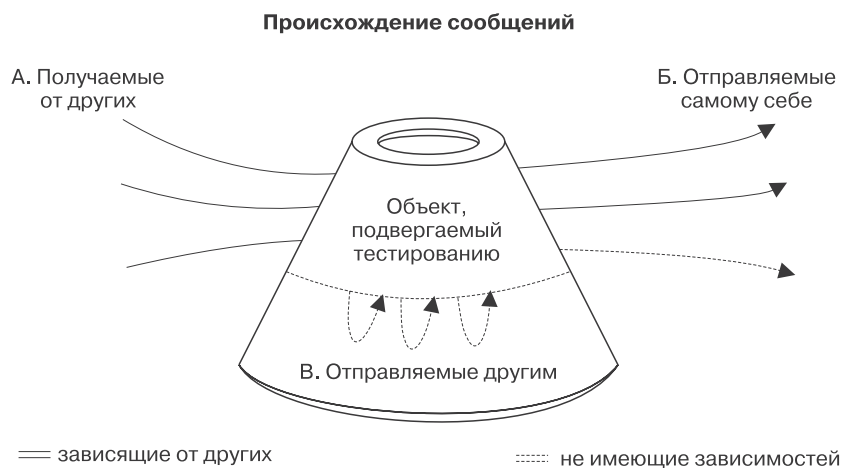 Происхождение сообщений
А. Получаемые
от других
Б. Отправляемые
самому себе
Объект,
подвергаемый
тестированию
В. Отправляемые другим
зависящие от других
не имеющие зависимостей